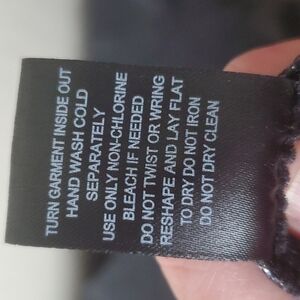 TURN GARMENT INSIDE OUT
HAND WASH COLD
SEPARATELY
USE ONLY NON-CHLORINE
BLEACH IF NEEDED
DO NOT TWIST OR WRING
RESHAPE AND LAY FLAT
TO DRY DO NOT IRON
DO NOT DRY CLEAN